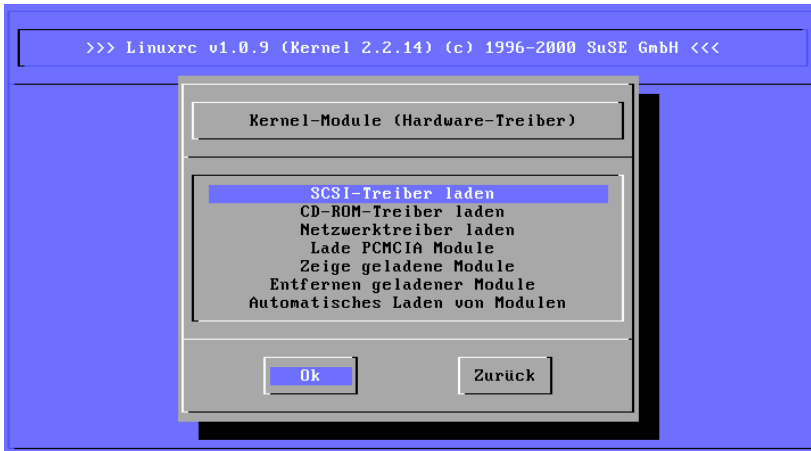 >>> Linuxrc v1.0.9 (Kernel 2.2.14) (c) 1996-2000 SuSE GmbH <<<
Kernel-Module (Hardware-Treiber)
SCSI-Treiber laden
CD-ROM-Treiber laden
Netzwerktreiber laden
Lade PCMCIA Module
Zeige geladene Module
Entfernen geladener Module
Automatisches Laden von Modulen
Ok
Zurück